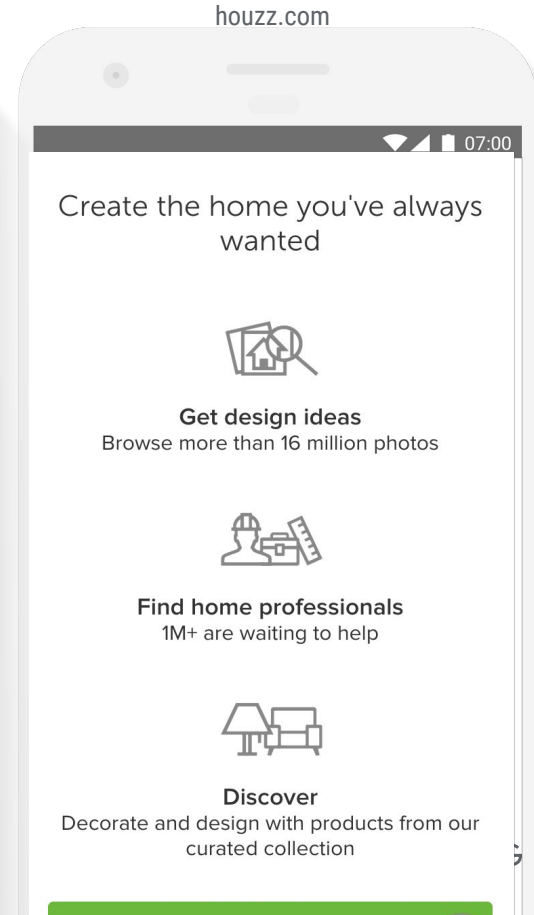 houzz.com
07:00
Create the home you've always
wanted
Get design ideas
Browse more than 16 million photos
Find home professionals
1M+ are waiting to help
Discover
Decorate and design with products from our
curated collection